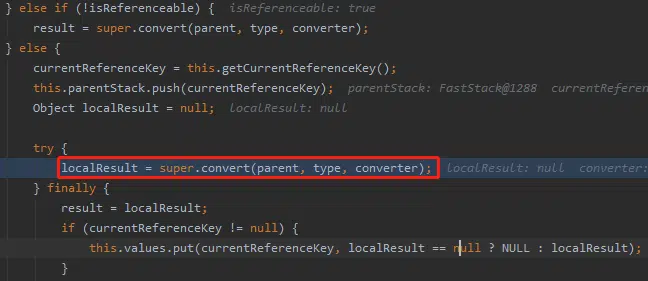 } else if (!isReferenceable) { isReferenceable: true
result = super.convert(parent, type, converter);
} else {
currentReferenceKey = this.getCurrentReferenceKey();
this.parentStack.push(currentReferenceKey); parentStack: FastStack@1288 currentReferen
Object localResult = null; localResult: null
try {
localResult = super.convert(parent, type, converter); localResult: null converter:
} finally {
result = localResult;
if (currentReferenceKey != null) {
this.values.put(currentReferenceKey, localResult == null ? NULL : localResult);
}